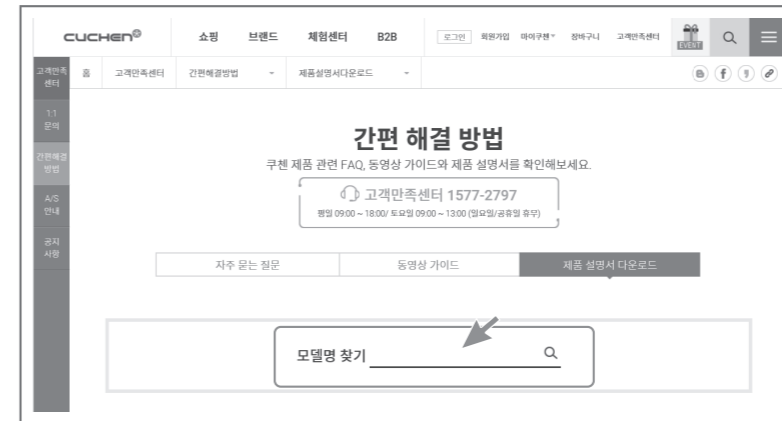 CUCHEN
쇼핑 브랜드 체험센터 B2B 로그인 회원가입 마이쿠첸 장바구니 고객만족센터 EVENT
고객만족
센터
홈 고객만족센터 간편해결방법 제품설명서다운로드
1:1
문의
간편해결
방법
A/S
안내
공지
사항
간편 해결 방법
쿠첸 제품 관련 FAQ, 동영상 가이드와 제품 설명서를 확인해보세요.
고객만족센터 1577-2797
평일 09:00 ~ 18:00/ 토요일 09:00 ~ 13:00 (일요일/공휴일 휴무)
자주 묻는 질문 동영상 가이드 제품 설명서 다운로드
모델명 찾기